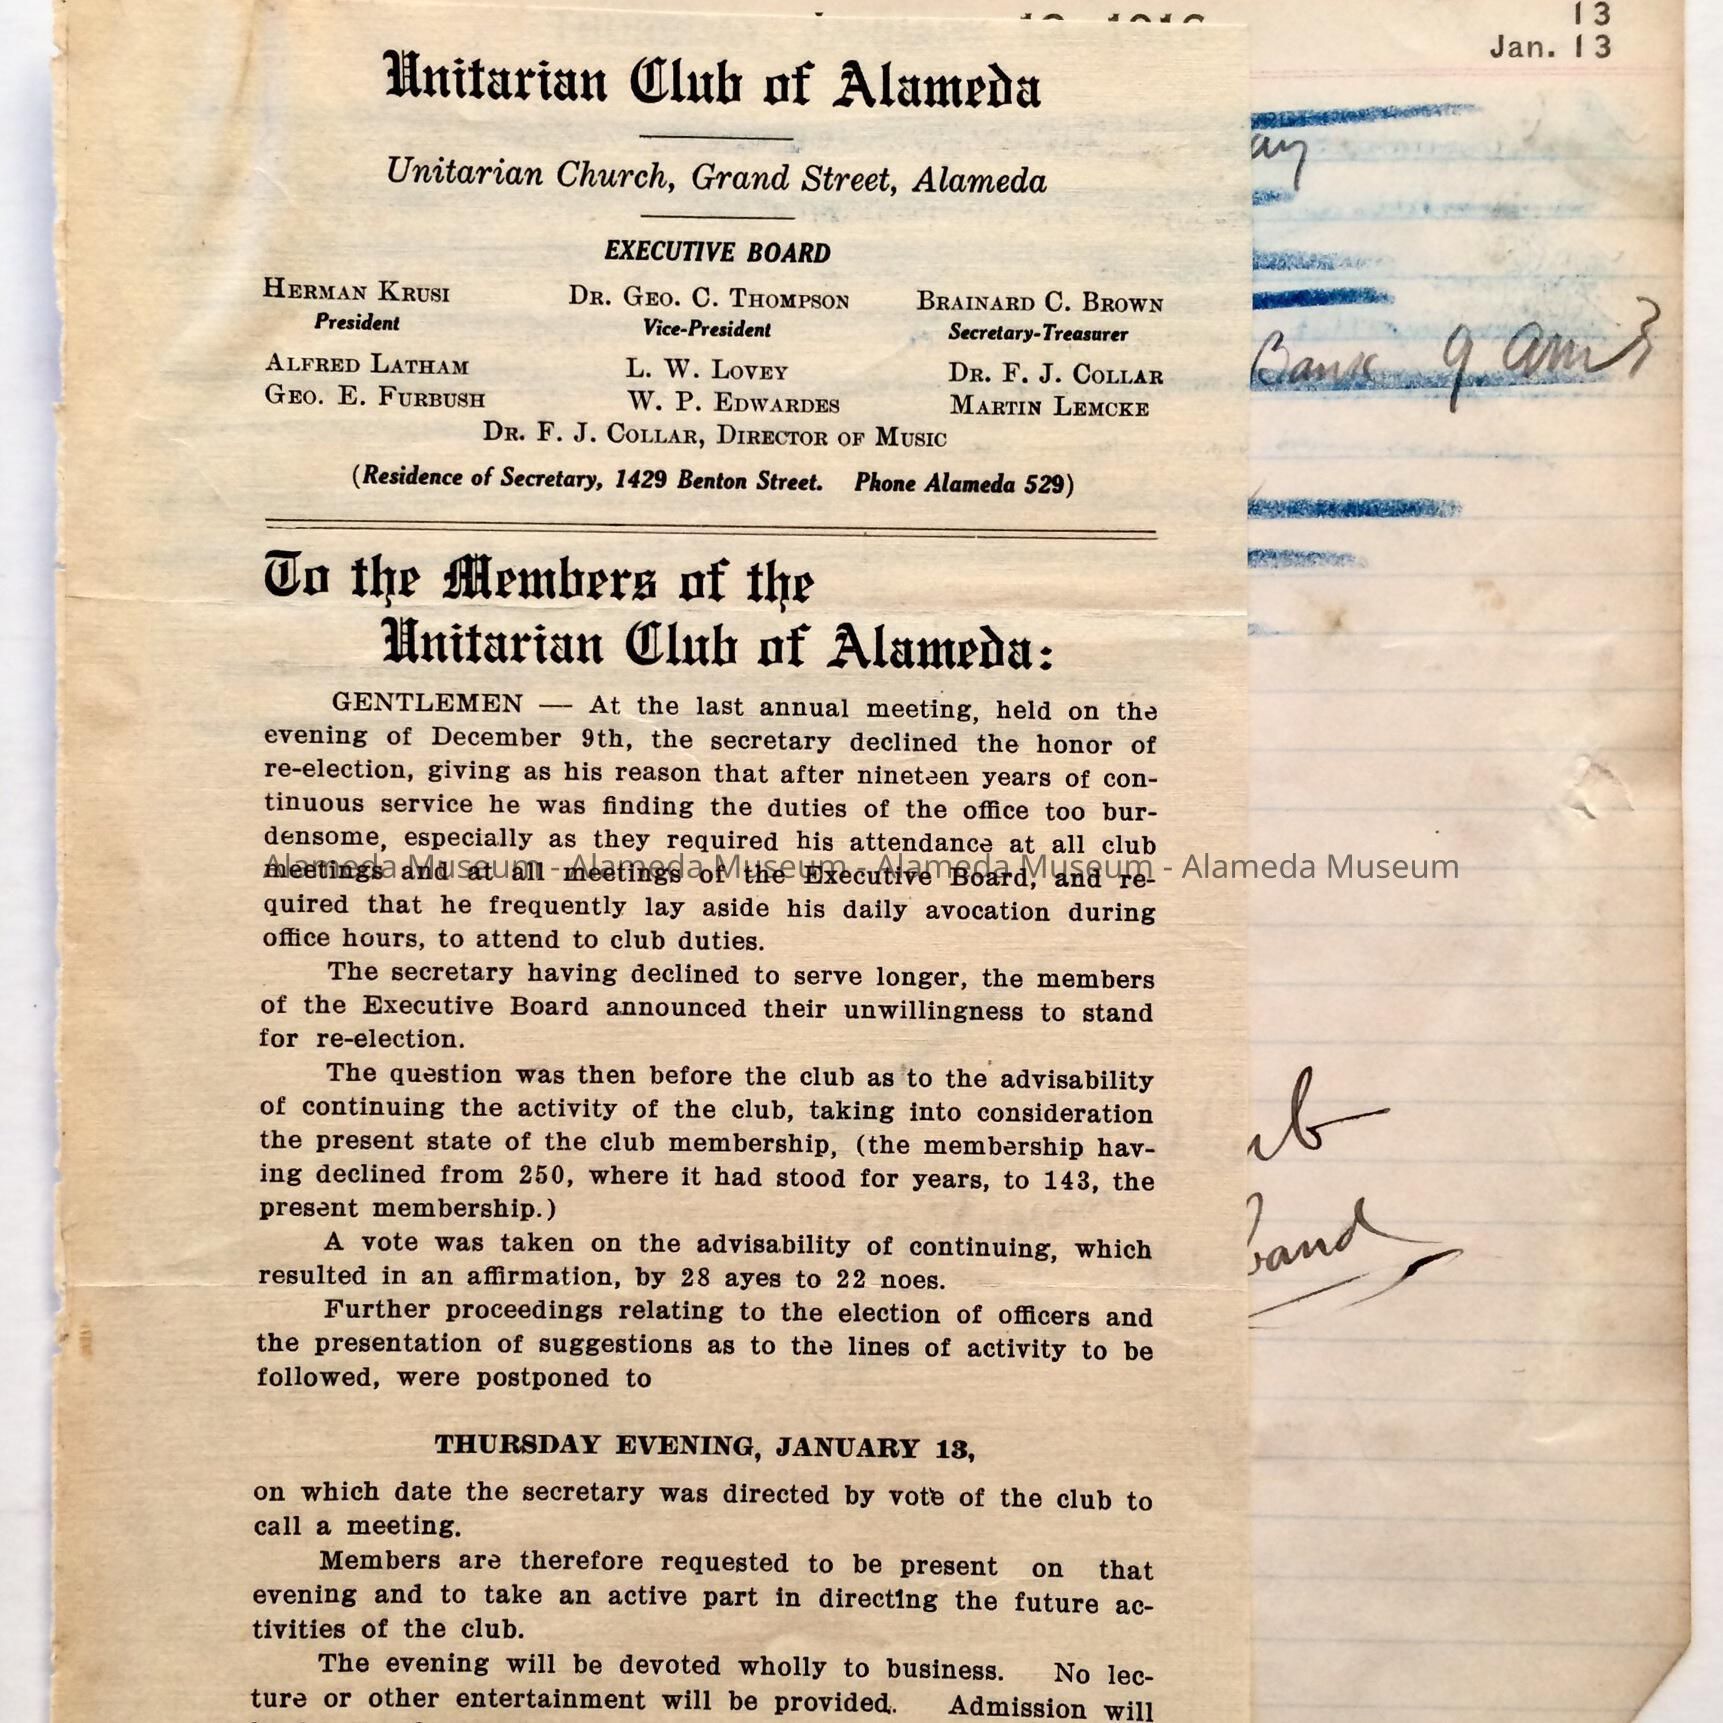 13
Jan. 13
Unitarian Club of Alameda
Unitarian Church, Grand Street, Alameda
EXECUTIVE BOARD
HERMAN KRUSI DR. GEO. C. THOMPSON BRAINARD C. BROWN
President Vice-President Secretary-Treasurer
ALFRED LATHAM L. W. LOVEY DR. F. J. COLLAR
GEO. E. FURBUSH W. P. EDWARDES MARTIN LEMCKE
DR. F. J. COLLAR, DIRECTOR OF MUSIC
(Residence of Secretary, 1429 Benton Street. Phone Alameda 529)
To the Members of the
Unitarian Club of Alameda:
GENTLEMEN — At the last annual meeting, held on the
evening of December 9th, the secretary declined the honor of
re-election, giving as his reason that after nineteen years of con-
tinuous service he was finding the duties of the office too bur-
densome, especially as they required his attendance at all club
meetings and at all meetings of the Executive Board, and re-
quired that he frequently lay aside his daily avocation during
office hours, to attend to club duties.
The secretary having declined to serve longer, the members
of the Executive Board announced their unwillingness to stand
for re-election.
The question was then before the club as to the advisability
of continuing the activity of the club, taking into consideration
the present state of the club membership, (the membership hav-
ing declined from 250, where it had stood for years, to 143, the
present membership.)
A vote was taken on the advisability of continuing, which
resulted in an affirmation, by 28 ayes to 22 noes.
Further proceedings relating to the election of officers and
the presentation of suggestions as to the lines of activity to be
followed, were postponed to
THURSDAY EVENING, JANUARY 13,
on which date the secretary was directed by vote of the club to
call a meeting.
Members are therefore requested to be present on that
evening and to take an active part in directing the future ac-
tivities of the club.
The evening will be devoted wholly to business. No lec-
ture or other entertainment will be provided. Admission will
Alameda Museum - Alameda Museum - Alameda Museum - Alameda Museum
Bank 9 am